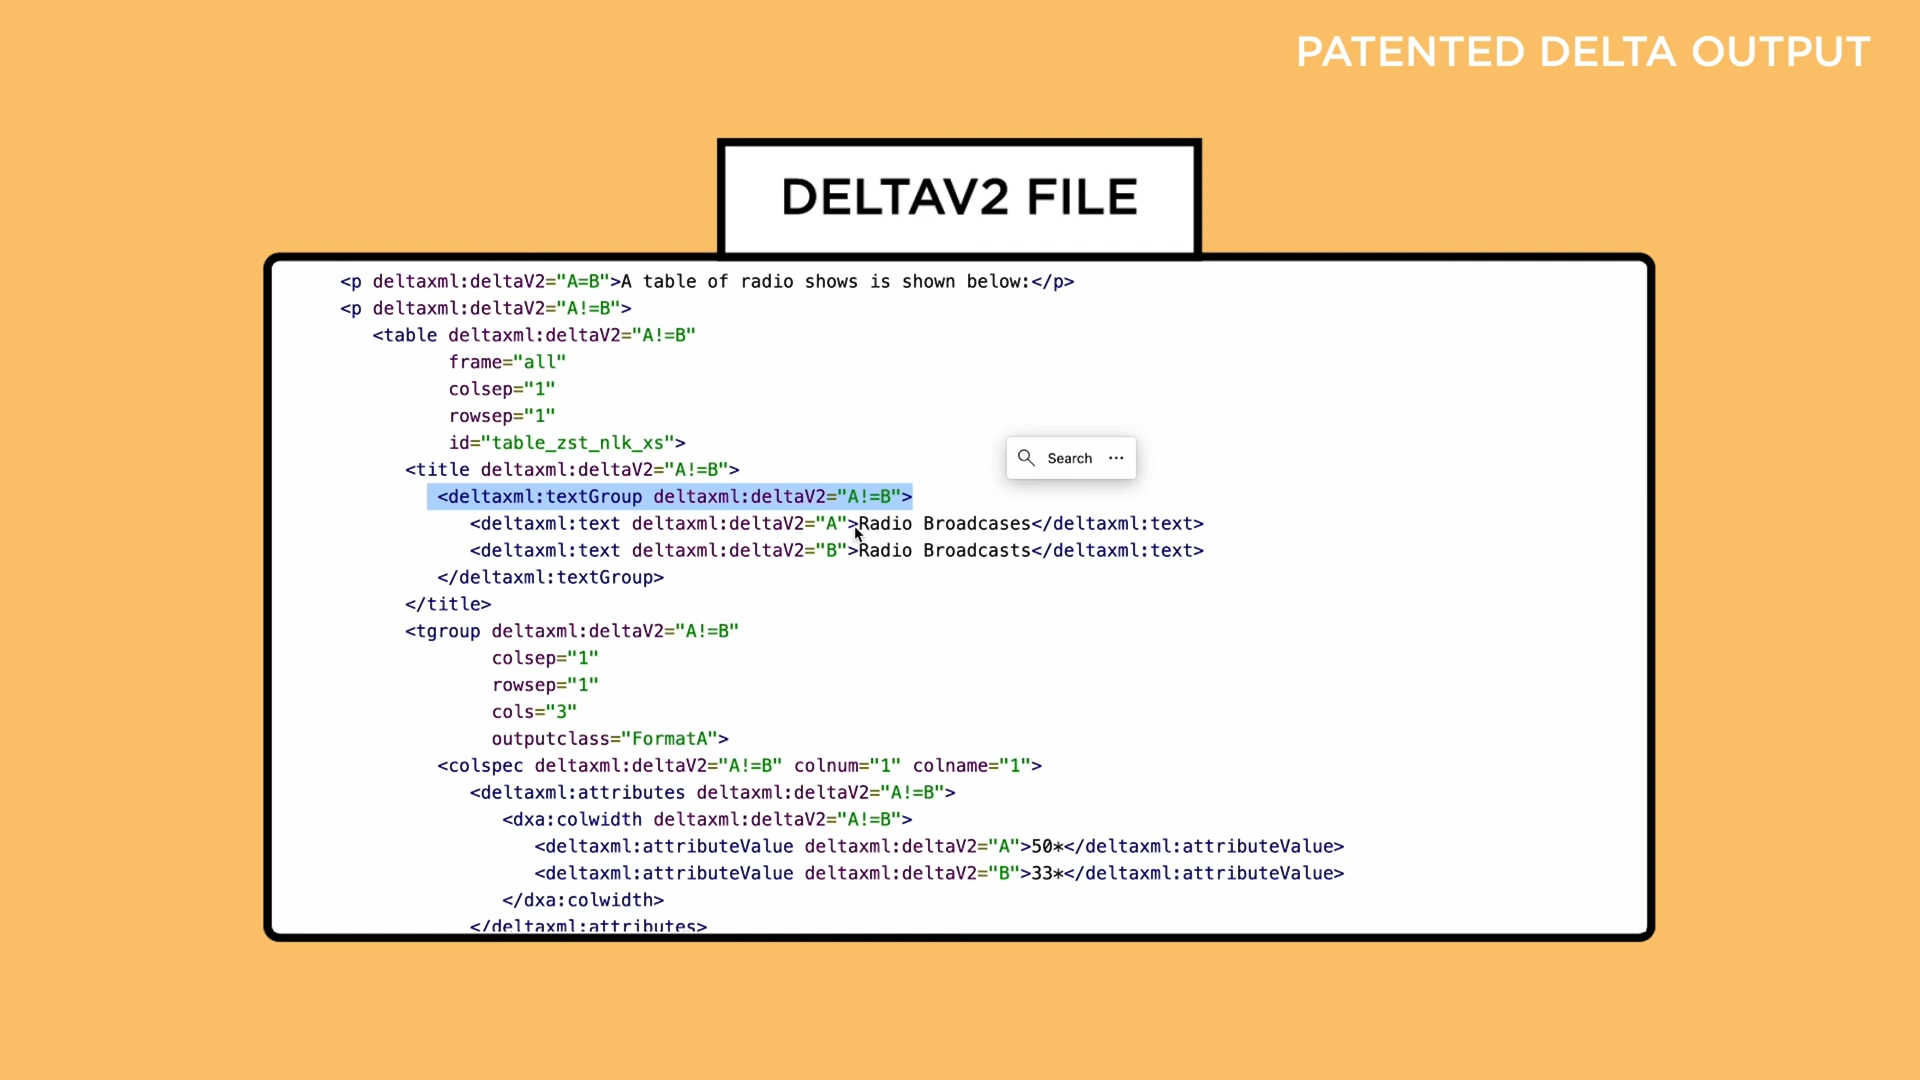 PATENTED DELTA OUTPUT
DELTAV2 FILE
<p deltaxml:deltaV2="A=B">A table of radio shows is shown below:</p>
<p deltaxml:deltaV2="A!=B">
<table deltaxml:deltaV2="A!=B"
frame="all"
colsep="1"
rowsep="1"
id="table_zst_nlk_xs">
Search ···
<title deltaxml:deltaV2="A!=B">
<deltaxml:textGroup deltaxml:deltaV2="A!=B">
<deltaxml:text deltaxml:deltaV2="A">Radio Broadcases</deltaxml:text>
<deltaxml:text deltaxml:deltaV2="B">Radio Broadcasts</deltaxml:text>
</deltaxml:textGroup>
</title>
<tgroup deltaxml:deltaV2="A!=B"
colsep="1"
rowsep="1"
cols="3"
outputclass="FormatA">
<colspec deltaxml:deltaV2="A!=B" colnum="1" colname="1">
<deltaxml:attributes deltaxml:deltaV2="A!=B">
<dxa:colwidth deltaxml:deltaV2="A!=B">
<deltaxml:attributeValue deltaxml:deltaV2="A">50*</deltaxml:attributeValue>
<deltaxml:attributeValue deltaxml:deltaV2="B">33*</deltaxml:attributeValue>
</dxa:colwidth>
</deltaxml:attributes>